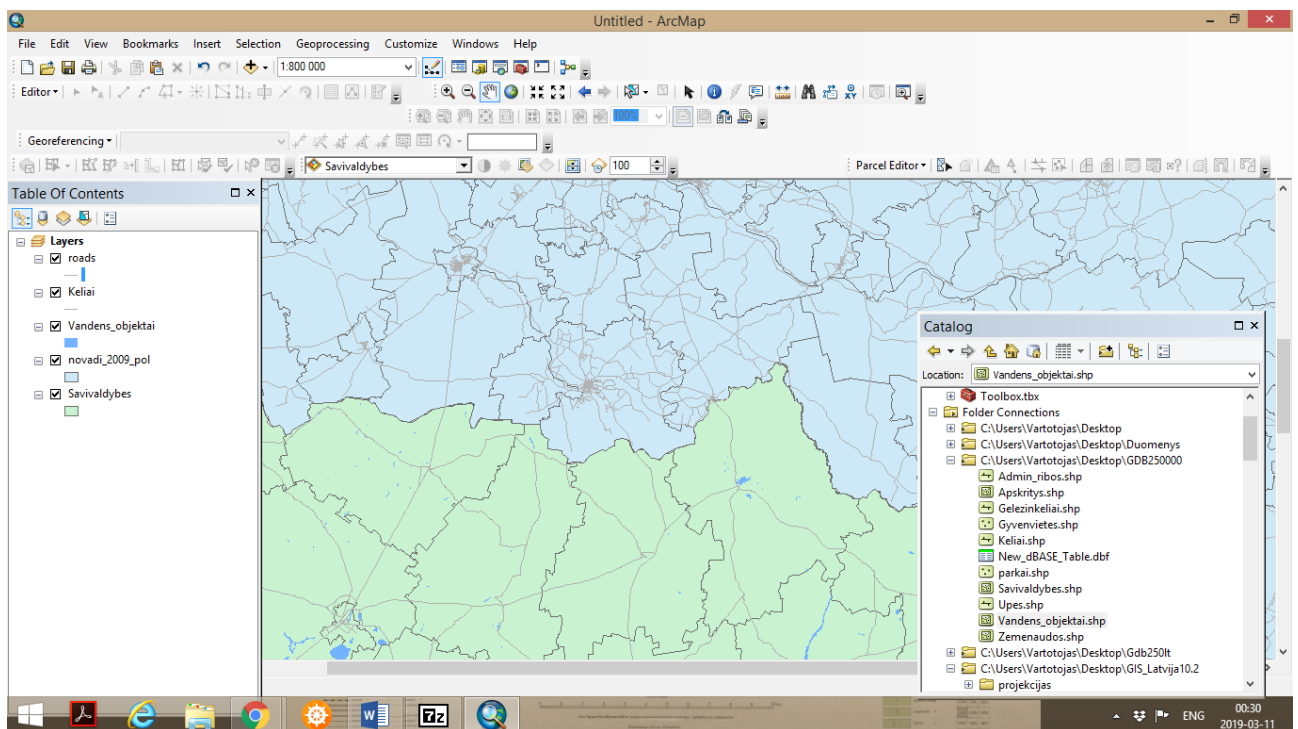 Untitled - ArcMap
File Edit View Bookmarks Insert Selection Geoprocessing Customize Windows Help
1:800 000
Editor
100%
Georeferencing
Savivaldybes 100 Parcel Editor
Table Of Contents
Layers
roads
Keliai
Vandens_objektai
novadi_2009_pol
Savivaldybes
Catalog
Location: Vandens_objektai.shp
Toolbox.tbx
Folder Connections
C:\Users\Vartotojas\Desktop
C:\Users\Vartotojas\Desktop\Duomenys
C:\Users\Vartotojas\Desktop\GDB250000
Admin_ribos.shp
Apskritys.shp
Gelezinkeliai.shp
Gyvenvietes.shp
Keliai.shp
New_dBASE_Table.dbf
parkai.shp
Savivaldybes.shp
Upes.shp
Vandens_objektai.shp
Zemenaudos.shp
C:\Users\Vartotojas\Desktop\Gdb250lt
C:\Users\Vartotojas\Desktop\GIS_Latvija10.2
projekcijas
ENG
00:30
2019-03-11